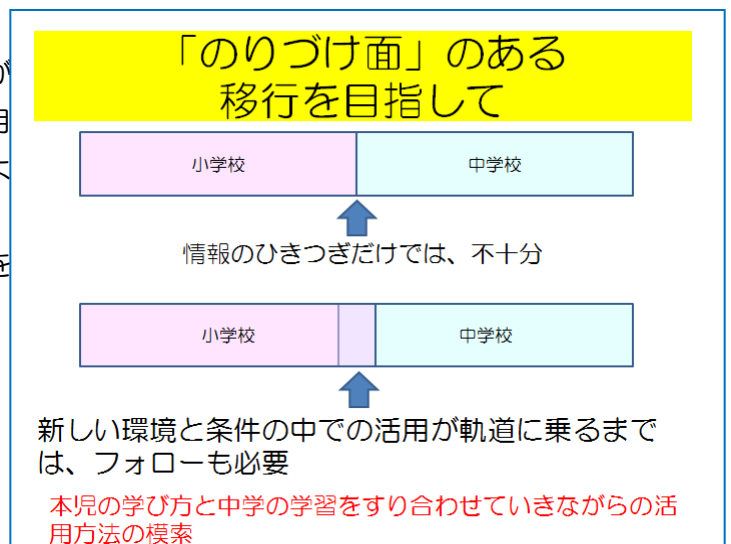 「のりづけ面」のある
移行を目指して
小学校 中学校
情報のひきつぎだけでは、不十分
小学校 中学校
新しい環境と条件の中での活用が軌道に乗るまで
は、フォローも必要
本児の学び方と中学の学習をすり合わせていきながらの活
用方法の模索